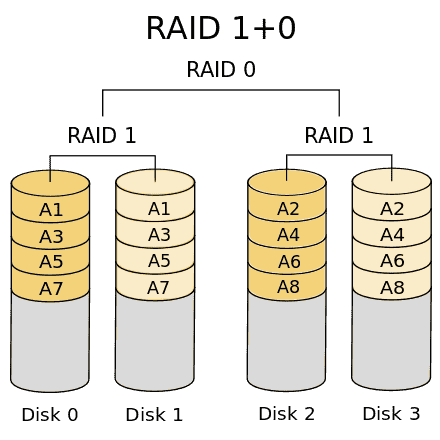 RAID 1+0
RAID 0
RAID 1
RAID 1
A1 A1 A2 A2
A3 A3 A4 A4
A5 A5 A6 A6
A7 A7 A8 A8
Disk 0 Disk 1 Disk 2 Disk 3